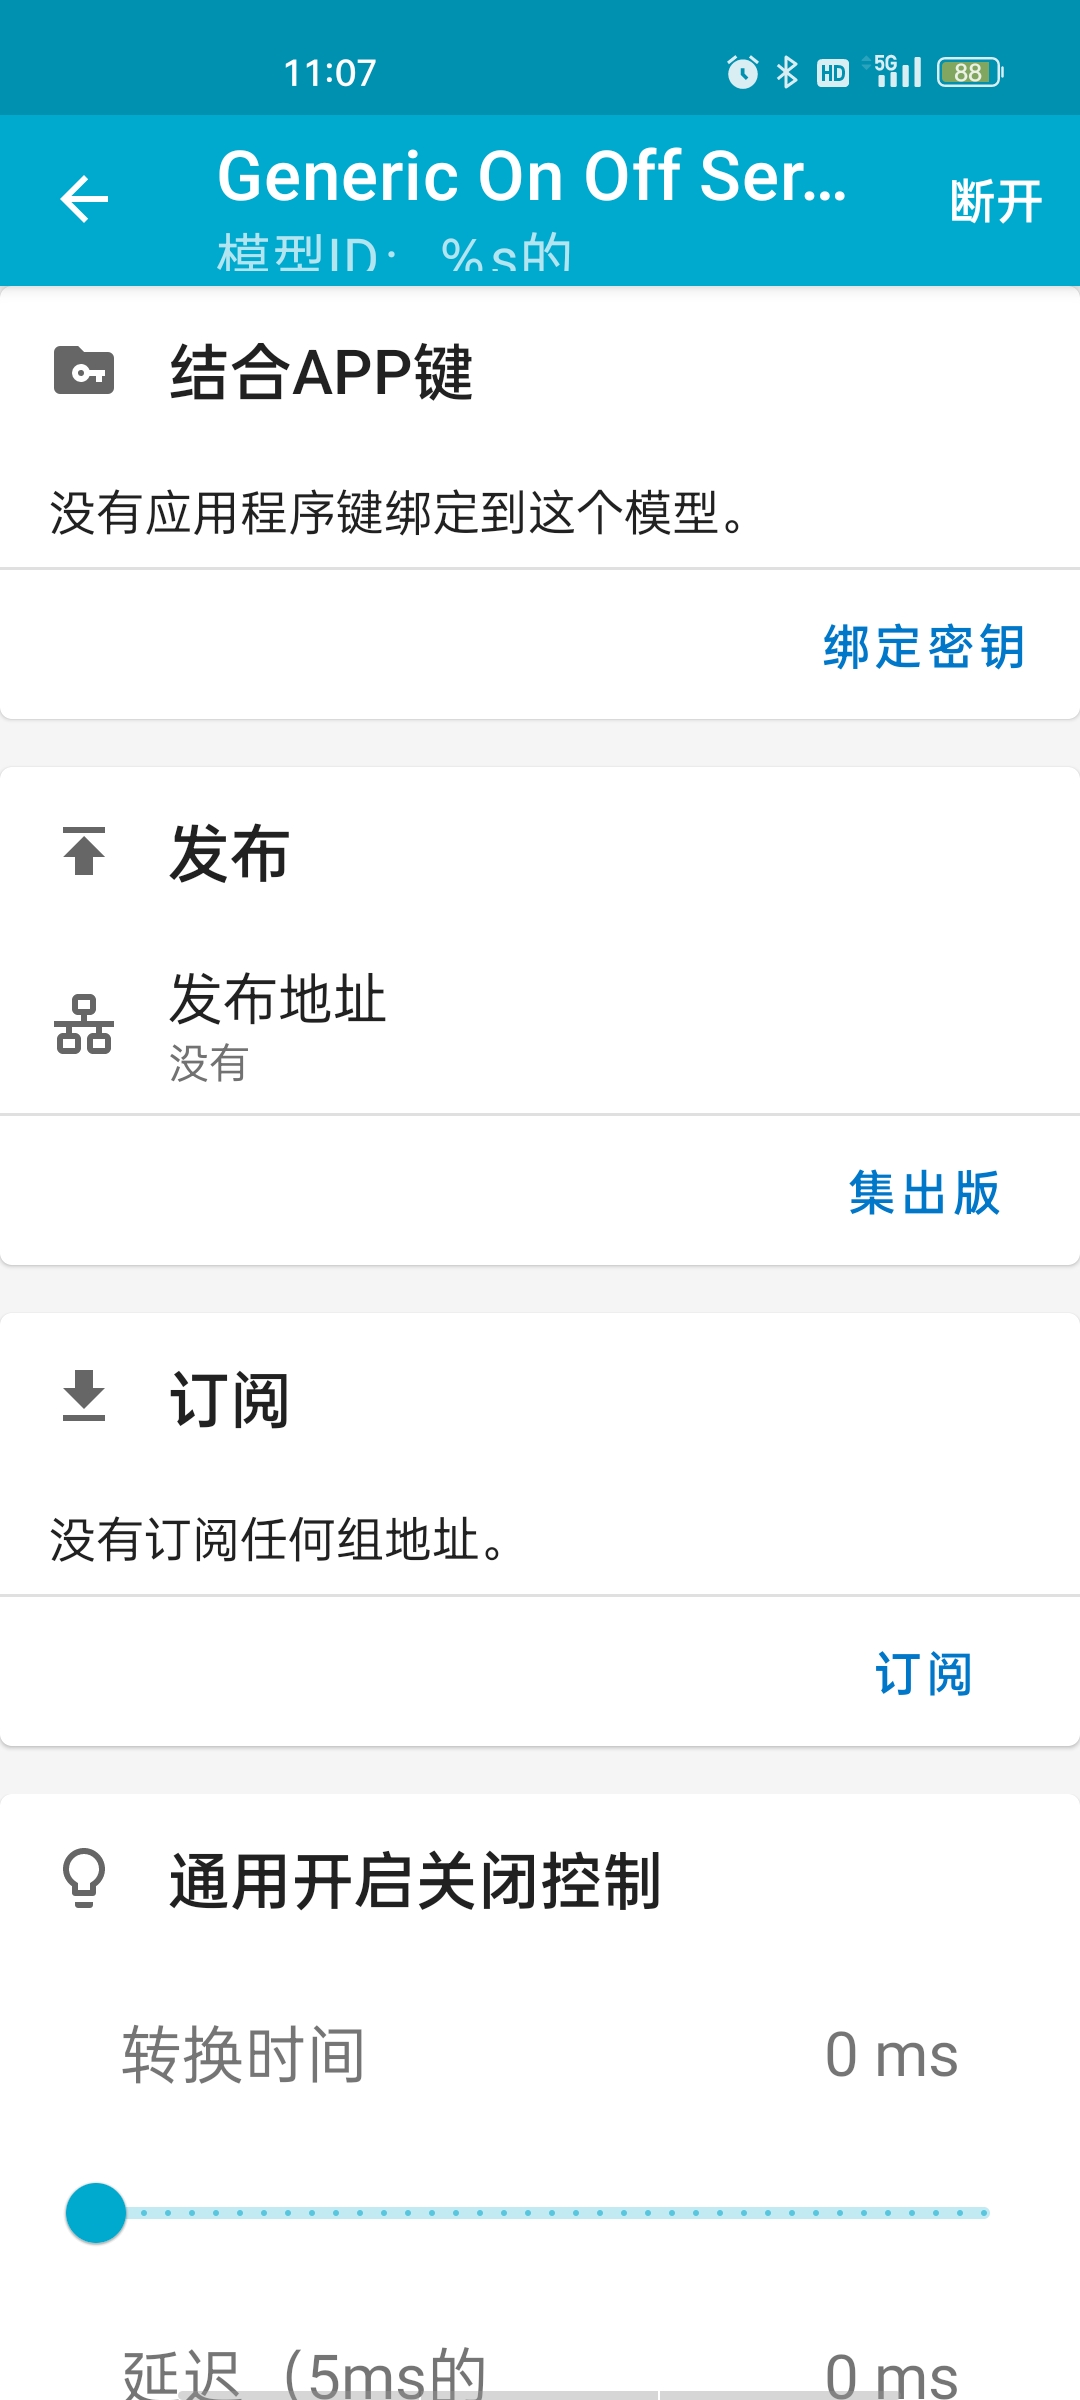 11:07
HD 5G 88
Generic On Off Ser...
断开
模型ID: %s的
结合APP键
没有应用程序键绑定到这个模型。
绑定密钥
发布
发布地址
没有
集出版
订阅
没有订阅任何组地址。
订阅
通用开启关闭控制
转换时间 0 ms
延迟（5ms的 0 ms